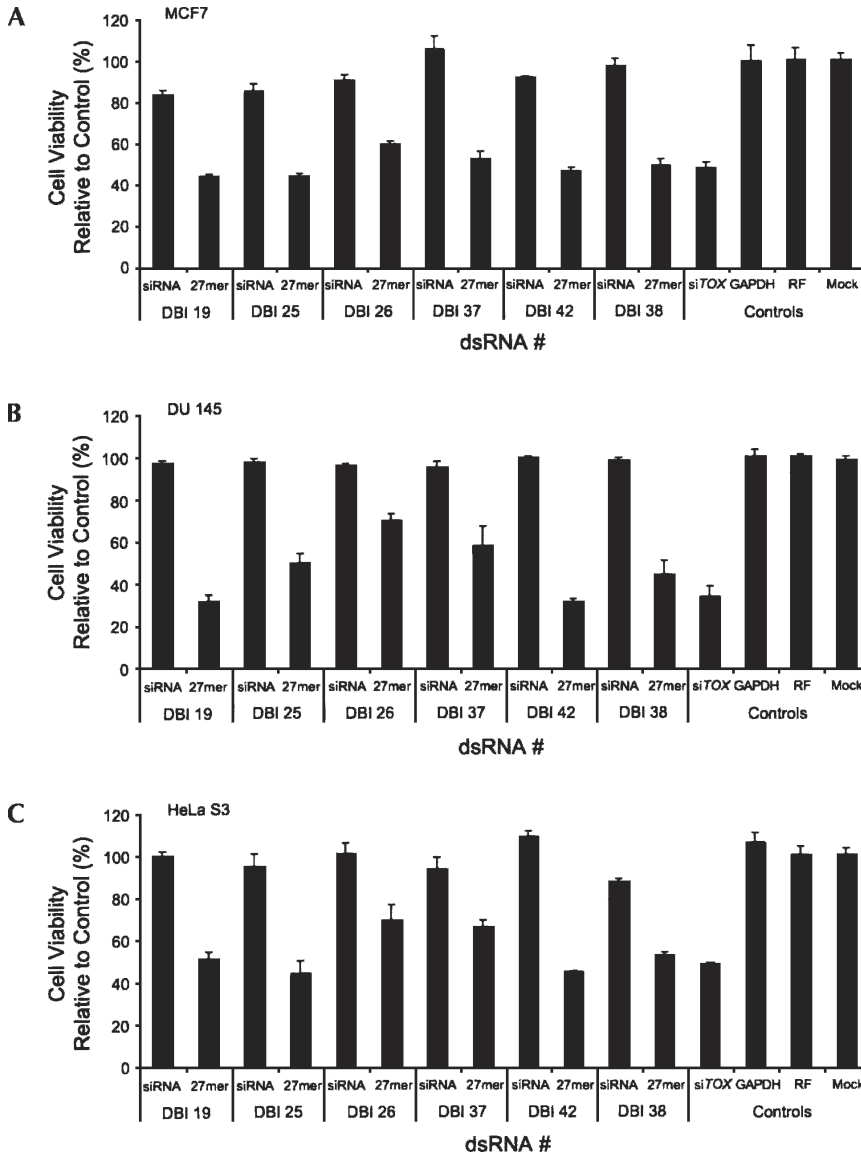 A
MCF7
Cell Viability
Relative to Control (%)
120
100
80
60
40
20
0
siRNA 27mer siRNA 27mer siRNA 27mer siRNA 27mer siRNA 27mer siRNA 27mer siTOX GAPDH RF Mock
DBI 19 DBI 25 DBI 26 DBI 37 DBI 42 DBI 38 Controls
dsRNA #
B
DU 145
Cell Viability
Relative to Control (%)
120
100
80
60
40
20
0
siRNA 27mer siRNA 27mer siRNA 27mer siRNA 27mer siRNA 27mer siRNA 27mer siTOX GAPDH RF Mock
DBI 19 DBI 25 DBI 26 DBI 37 DBI 42 DBI 38 Controls
dsRNA #
C
HeLa S3
Cell Viability
Relative to Control (%)
120
100
80
60
40
20
0
siRNA 27mer siRNA 27mer siRNA 27mer siRNA 27mer siRNA 27mer siRNA 27mer siTOX GAPDH RF Mock
DBI 19 DBI 25 DBI 26 DBI 37 DBI 42 DBI 38 Controls
dsRNA #